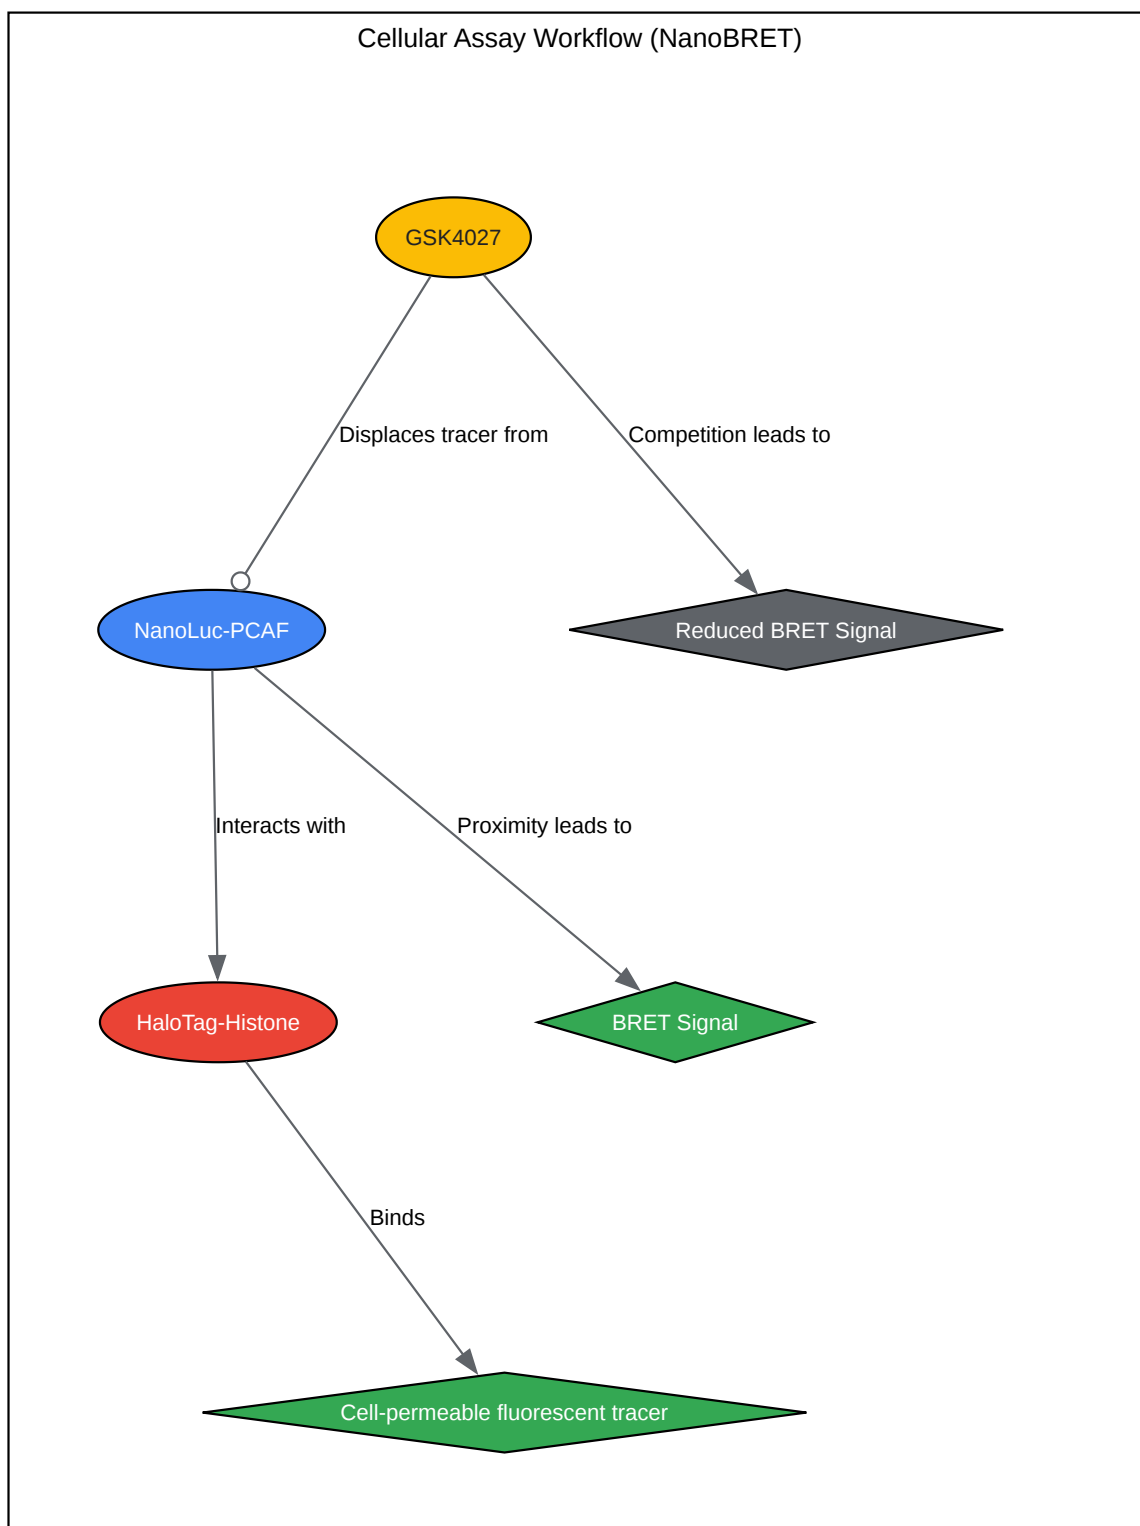 Cellular Assay Workflow (NanoBRET)
GSK4027
Displaces tracer from
Competition leads to
NanoLuc-PCAF
Reduced BRET Signal
Interacts with
Proximity leads to
HaloTag-Histone
BRET Signal
Binds
Cell-permeable fluorescent tracer